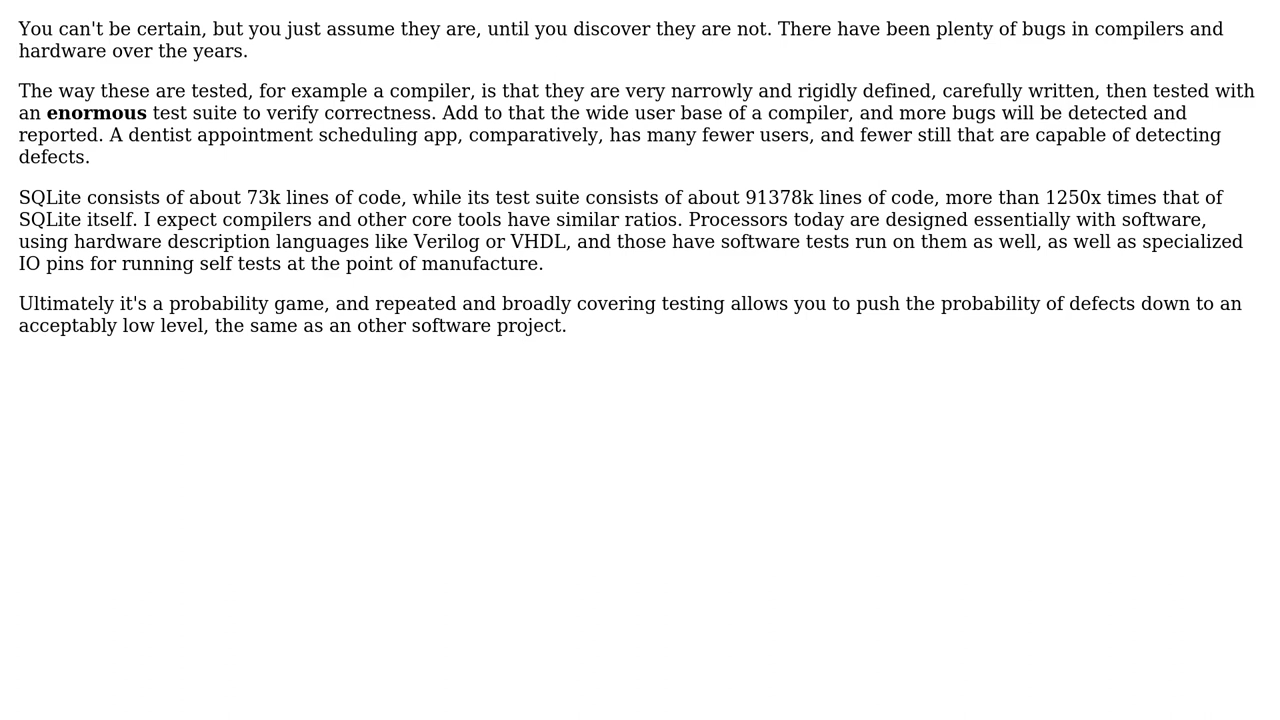 You can't be certain, but you just assume they are, until you discover they are not. There have been plenty of bugs in compilers and
hardware over the years.
The way these are tested, for example a compiler, is that they are very narrowly and rigidly defined, carefully written, then tested with
an enormous test suite to verify correctness. Add to that the wide user base of a compiler, and more bugs will be detected and
reported. A dentist appointment scheduling app, comparatively, has many fewer users, and fewer still that are capable of detecting
defects.
SQLite consists of about 73k lines of code, while its test suite consists of about 91378k lines of code, more than 1250x times that of
SQLite itself. I expect compilers and other core tools have similar ratios. Processors today are designed essentially with software,
using hardware description languages like Verilog or VHDL, and those have software tests run on them as well, as well as specialized
IO pins for running self tests at the point of manufacture.
Ultimately it's a probability game, and repeated and broadly covering testing allows you to push the probability of defects down to an
acceptably low level, the same as an other software project.